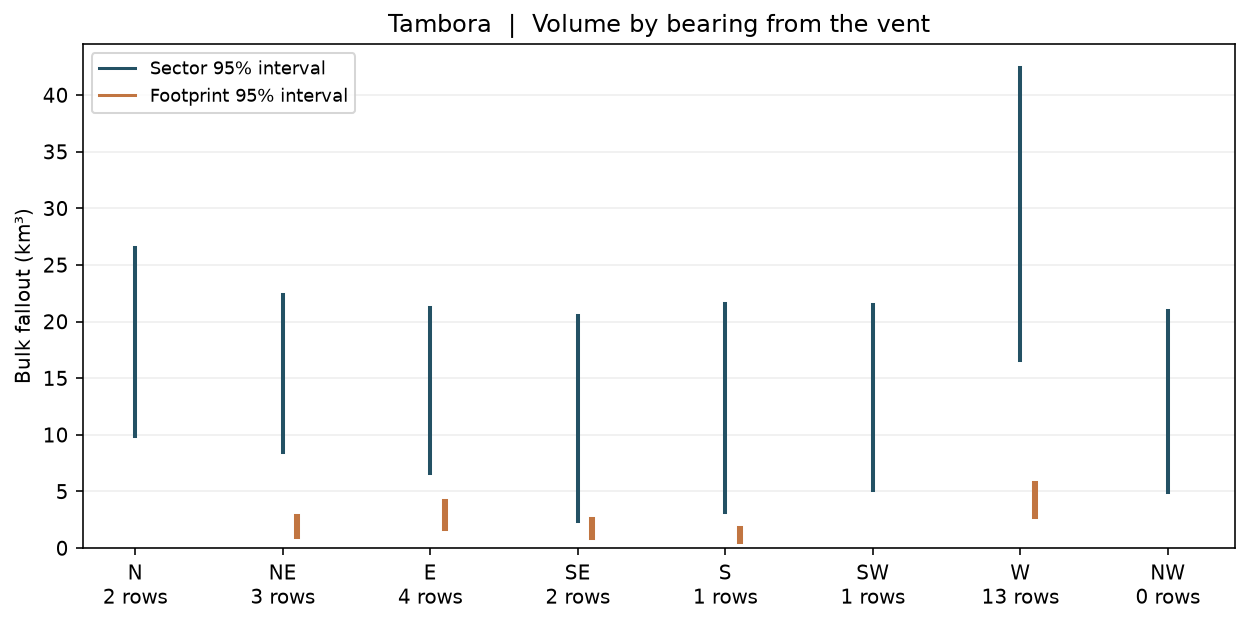 Tambora | Volume by bearing from the vent
Sector 95% interval
Footprint 95% interval
Bulk fallout (km³)
40
35
30
25
20
15
10
5
0
N
2 rows
NE
3 rows
E
4 rows
SE
2 rows
S
1 rows
SW
1 rows
W
13 rows
NW
0 rows